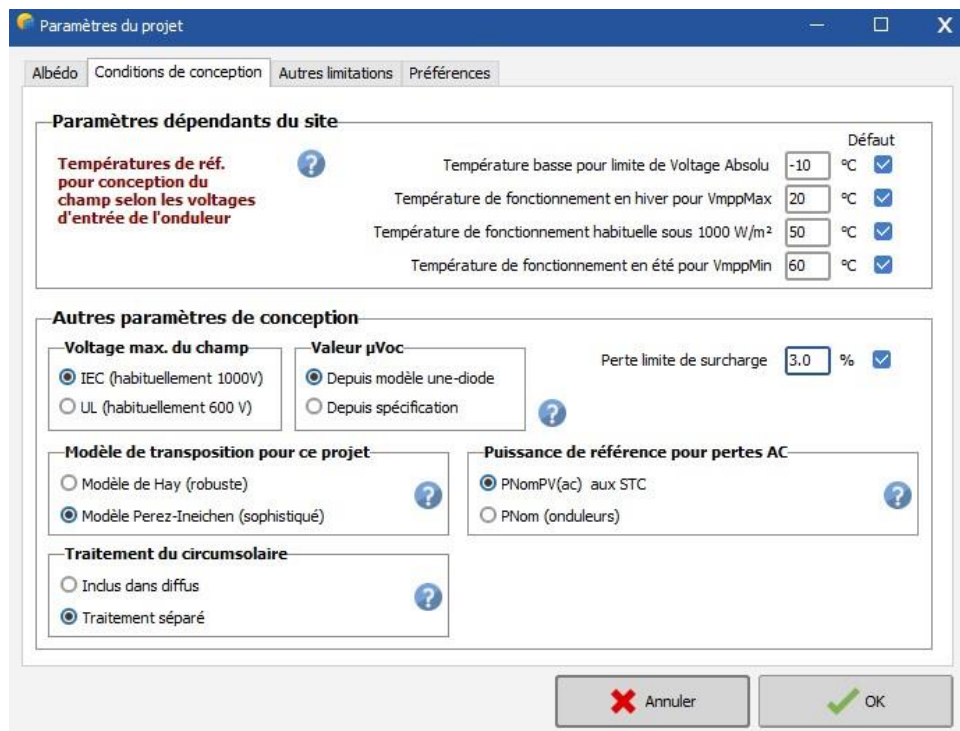 Paramètres du projet
Albédo
Conditions de conception
Autres limitations
Préférences
Paramètres dépendants du site
Défaut
Températures de réf.
pour conception du
champ selon les voltages
d'entrée de l'onduleur
Température basse pour limite de Voltage Absolu -10 °C
Température de fonctionnement en hiver pour VmppMax 20 °C
Température de fonctionnement habituelle sous 1000 W/m² 50 °C
Température de fonctionnement en été pour VmppMin 60 °C
Autres paramètres de conception
Voltage max. du champ
IEC (habituellement 1000V)
UL (habituellement 600 V)
Valeur µVoc
Depuis modèle une-diode
Depuis spécification
Perte limite de surcharge 3.0 %
Modèle de transposition pour ce projet
Modèle de Hay (robuste)
Modèle Perez-Ineichen (sophistiqué)
Puissance de référence pour pertes AC
PNomPV(ac) aux STC
PNom (onduleurs)
Traitement du circumsolaire
Inclus dans diffus
Traitement séparé
Annuler
OK